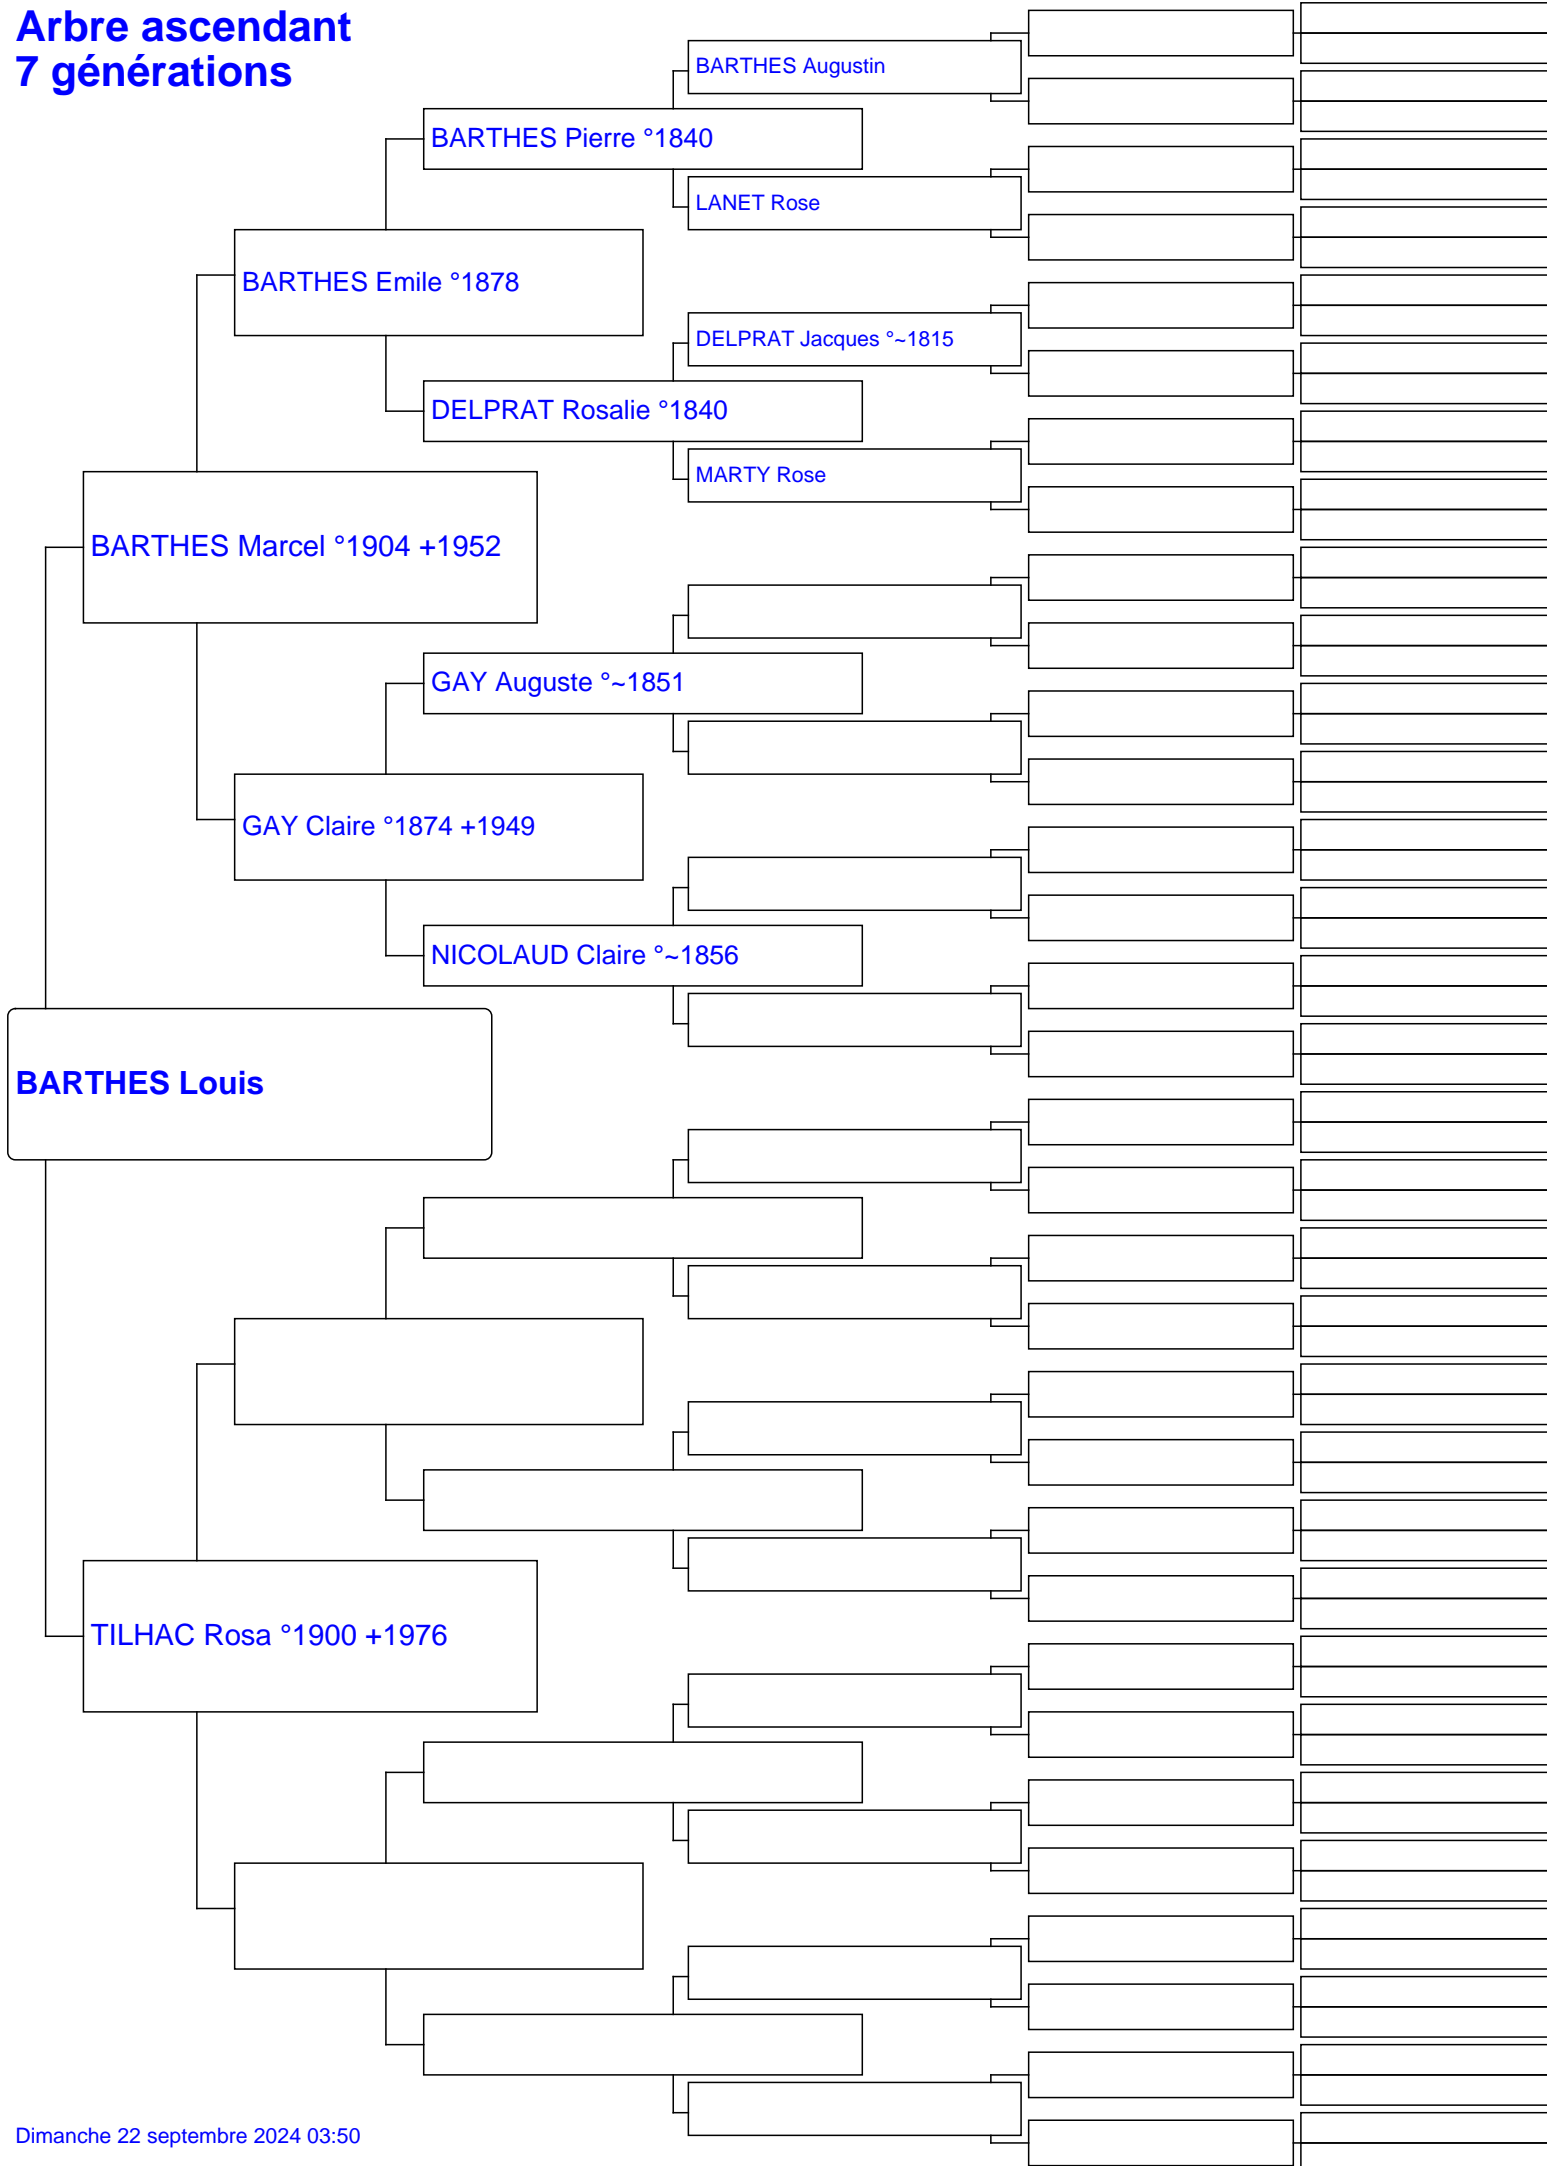 Arbre ascendant
7 générations
BARTHES Augustin
BARTHES Pierre °1840
LANET Rose
BARTHES Emile °1878
DELPRAT Jacques °~1815
DELPRAT Rosalie °1840
MARTY Rose
BARTHES Marcel °1904 +1952
GAY Auguste °~1851
GAY Claire °1874 +1949
NICOLAUD Claire °~1856
BARTHES Louis
TILHAC Rosa °1900 +1976
Dimanche 22 septembre 2024 03:50